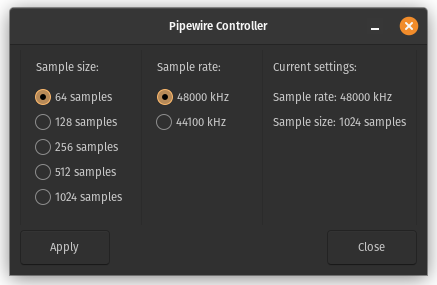 Pipewire Controller
Sample size:
64 samples
128 samples
256 samples
512 samples
1024 samples
Sample rate:
48000 kHz
44100 kHz
Current settings:
Sample rate: 48000 kHz
Sample size: 1024 samples
Apply
Close